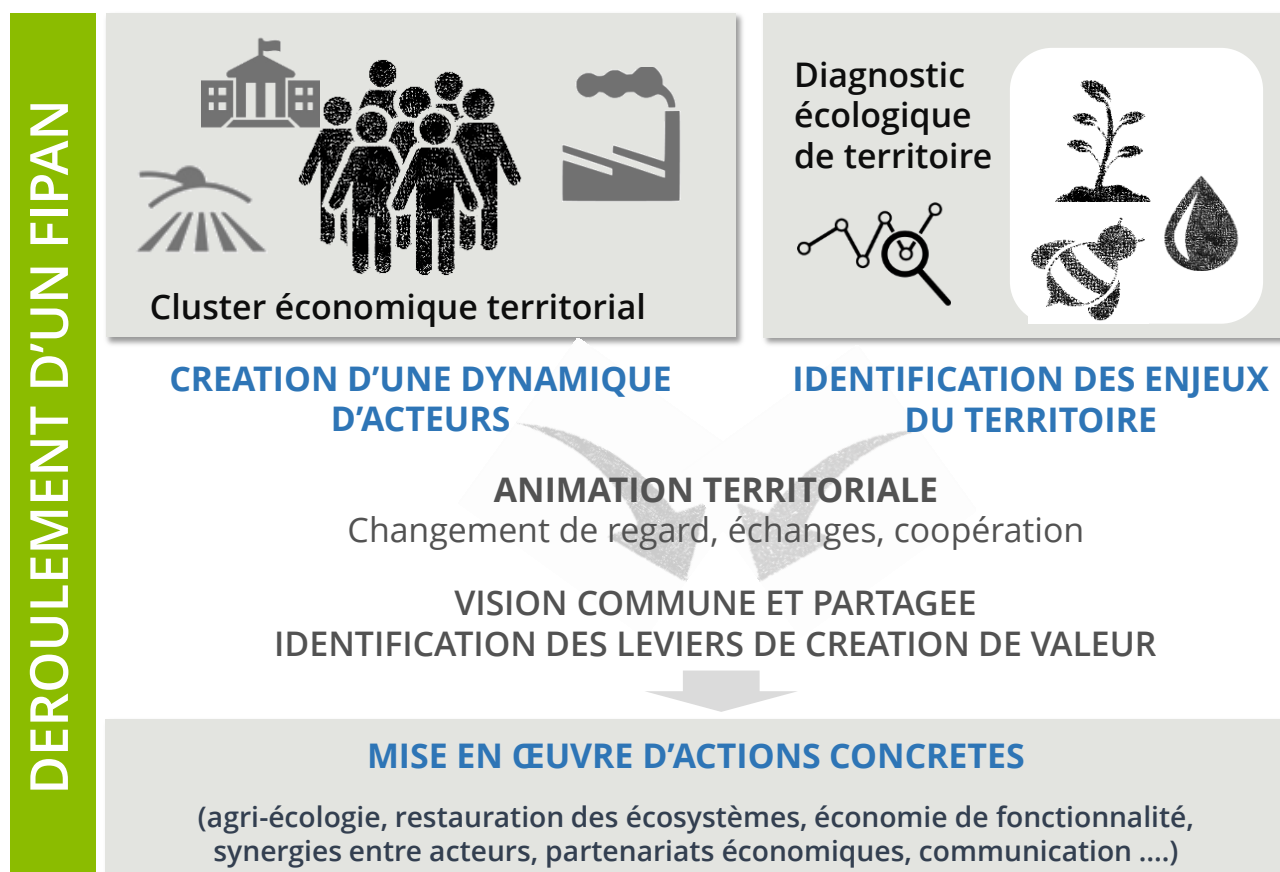 DEROULEMENT D'UN FIPAN
Cluster économique territorial
Diagnostic
écologique
de territoire
CREATION D'UNE DYNAMIQUE
D'ACTEURS
IDENTIFICATION DES ENJEUX
DU TERRITOIRE
ANIMATION TERRITORIALE
Changement de regard, échanges, coopération
VISION COMMUNE ET PARTAGEE
IDENTIFICATION DES LEVIERS DE CREATION DE VALEUR
MISE EN ŒUVRE D'ACTIONS CONCRETES
(agri-écologie, restauration des écosystèmes, économie de fonctionnalité,
synergies entre acteurs, partenariats économiques, communication ....)